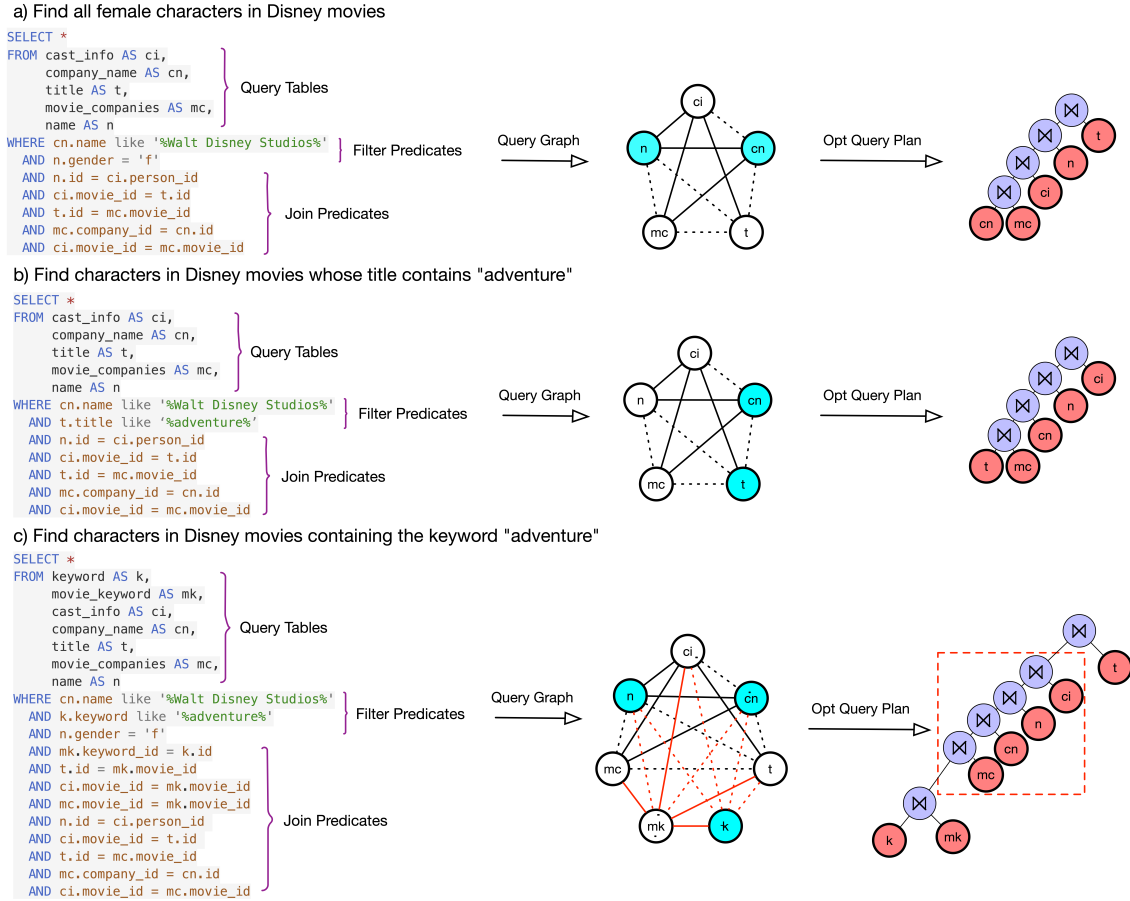 a) Find all female characters in Disney movies
SELECT *
FROM cast_info AS ci,
company_name AS cn,
title AS t,
movie_companies AS mc,
name AS n
WHERE cn.name like '%Walt Disney Studios%'
AND n.gender = 'f'
AND n.id = ci.person_id
AND ci.movie_id = t.id
AND t.id = mc.movie_id
AND mc.company_id = cn.id
AND ci.movie_id = mc.movie_id
Query Tables
Filter Predicates
Join Predicates
Query Graph
ci
n
cn
mc
t
Opt Query Plan
⋈
⋈
t
⋈
n
⋈
ci
cn
mc
b) Find characters in Disney movies whose title contains "adventure"
SELECT *
FROM cast_info AS ci,
company_name AS cn,
title AS t,
movie_companies AS mc,
name AS n
WHERE cn.name like '%Walt Disney Studios%'
AND t.title like ‘%adventure%’
AND n.id = ci.person_id
AND ci.movie_id = t.id
AND t.id = mc.movie_id
AND mc.company_id = cn.id
AND ci.movie_id = mc.movie_id
Query Tables
Filter Predicates
Join Predicates
Query Graph
ci
n
cn
mc
t
Opt Query Plan
⋈
⋈
ci
⋈
n
⋈
cn
t
mc
c) Find characters in Disney movies containing the keyword "adventure"
SELECT *
FROM keyword AS k,
movie_keyword AS mk,
cast_info AS ci,
company_name AS cn,
title AS t,
movie_companies AS mc,
name AS n
WHERE cn.name like '%Walt Disney Studios%'
AND k.keyword like '%adventure%'
AND n.gender = 'f'
AND mk.keyword_id = k.id
AND t.id = mk.movie_id
AND ci.movie_id = mk.movie_id
AND mc.movie_id = mk.movie_id
AND n.id = ci.person_id
AND ci.movie_id = t.id
AND t.id = mc.movie_id
AND mc.company_id = cn.id
AND ci.movie_id = mc.movie_id
Query Tables
Filter Predicates
Join Predicates
Query Graph
ci
n
cn
mc
t
mk
k
Opt Query Plan
⋈
⋈
t
⋈
ci
⋈
n
⋈
cn
mc
⋈
k
mk